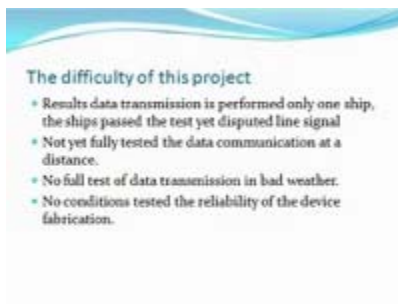 The difficulty of this project
Results data transmission is performed only one ship,
the ships passed the test yet disputed line signal
Not yet fully tested the data communication at a
distance.
No full test of data transmission in bad weather.
No conditions tested the reliability of the device
fabrication.